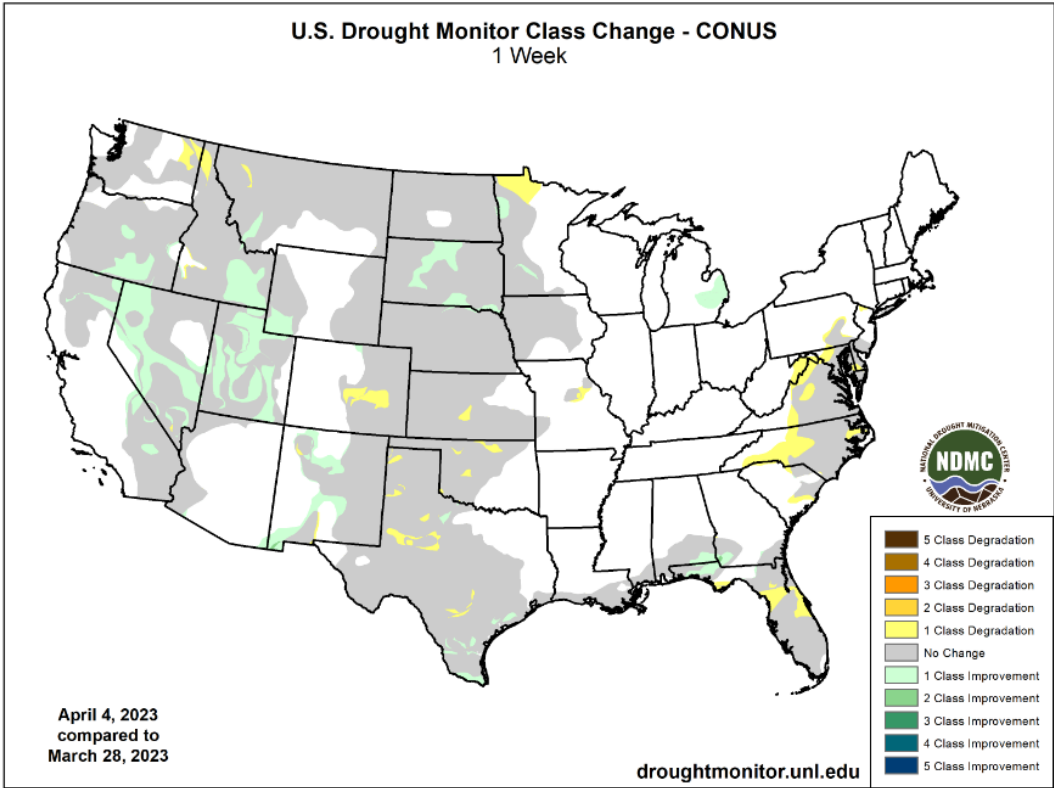 U.S. Drought Monitor Class Change - CONUS
1 Week
NATIONAL DROUGHT MITIGATION CENTER
NDMC
UNIVERSITY OF NEBRASKA
5 Class Degradation
4 Class Degradation
3 Class Degradation
2 Class Degradation
1 Class Degradation
No Change
1 Class Improvement
2 Class Improvement
3 Class Improvement
4 Class Improvement
5 Class Improvement
April 4, 2023
compared to
March 28, 2023
droughtmonitor.unl.edu